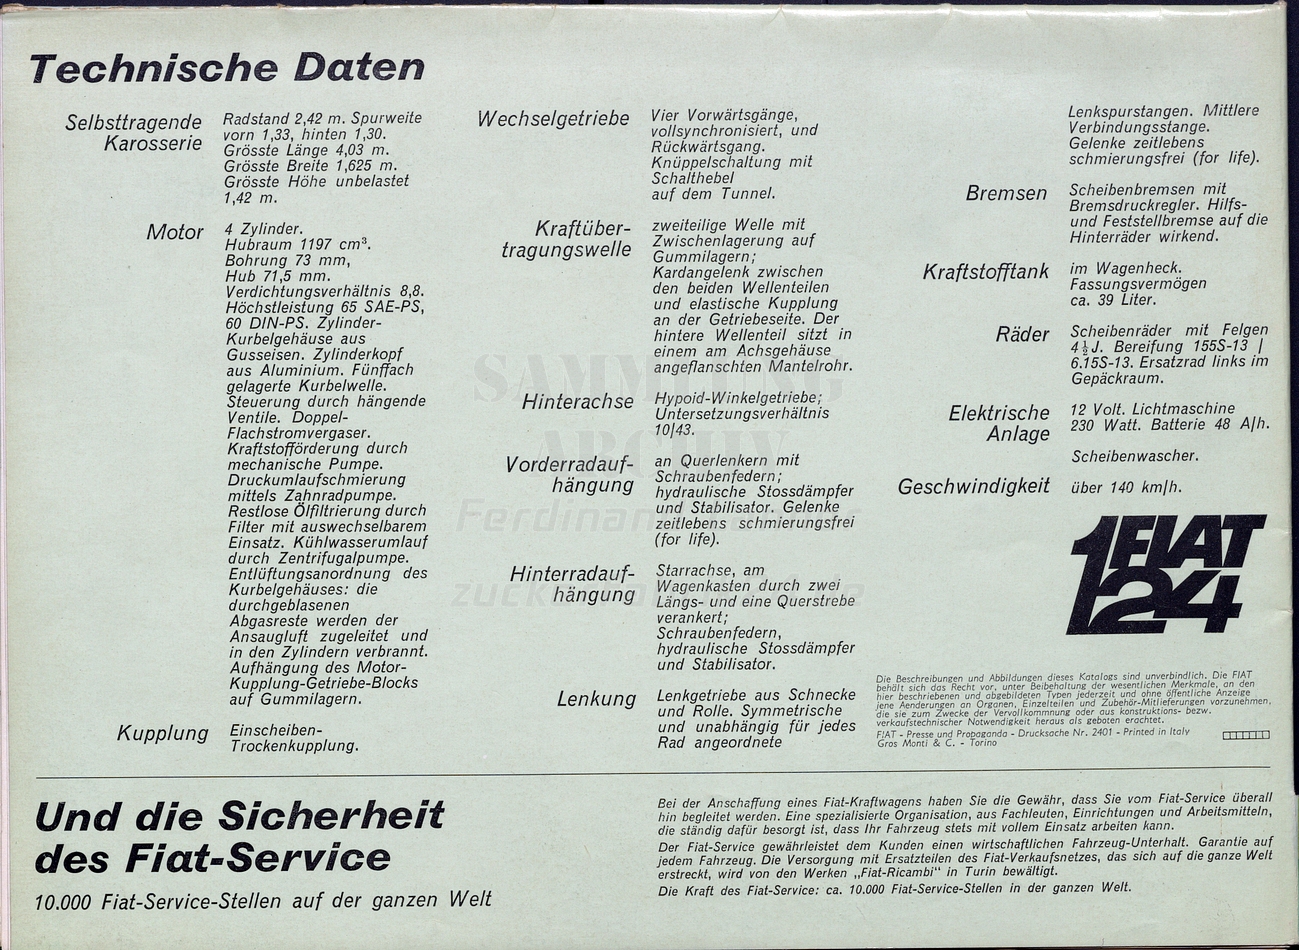 Technische Daten
Selbsttragende
Karosserie
Radstand 2,42 m. Spurweite
vorn 1,33, hinten 1,30.
Grösste Länge 4,03 m.
Grösste Breite 1,625 m.
Grösste Höhe unbelastet
1,42 m.
Motor
4 Zylinder.
Hubraum 1197 cm³.
Bohrung 73 mm,
Hub 71,5 mm.
Verdichtungsverhältnis 8,8.
Höchstleistung 65 SAE-PS,
60 DIN-PS. Zylinder-
Kurbelgehäuse aus
Gusseisen. Zylinderkopf
aus Aluminium. Fünffach
gelagerte Kurbelwelle.
Steuerung durch hängende
Ventile. Doppel-
Flachstromvergaser.
Kraftstofförderung durch
mechanische Pumpe.
Druckumlaufschmierung
mittels Zahnradpumpe.
Restlose Ölfiltrierung durch
Filter mit auswechselbarem
Einsatz. Kühlwasserumlauf
durch Zentrifugalpumpe.
Entlüftungsanordnung des
Kurbelgehäuses: die
durchgeblasenen
Abgasreste werden der
Ansaugluft zugeleitet und
in den Zylindern verbrannt.
Aufhängung des Motor-
Kupplung-Getriebe-Blocks
auf Gummilagern.
Kupplung
Einscheiben-
Trockenkupplung.
Wechselgetriebe
Vier Vorwärtsgänge,
vollsynchronisiert, und
Rückwärtsgang.
Knüppelschaltung mit
Schalthebel
auf dem Tunnel.
Kraftüber-
tragungswelle
zweiteilige Welle mit
Zwischenlagerung auf
Gummilagern;
Kardangelenk zwischen
den beiden Wellenteilen
und elastische Kupplung
an der Getriebeseite. Der
hintere Wellenteil sitzt in
einem am Achsgehäuse
angeflanschten Mantelrohr.
Hinterachse
Hypoid-Winkelgetriebe;
Untersetzungsverhältnis
10/43.
Vorderradauf-
hängung
an Querlenkern mit
Schraubenfedern;
hydraulische Stossdämpfer
und Stabilisator. Gelenke
zeitlebens schmierungsfrei
(for life).
Hinterradauf-
hängung
Starrachse, am
Wagenkasten durch zwei
Längs- und eine Querstrebe
verankert;
Schraubenfedern,
hydraulische Stossdämpfer
und Stabilisator.
Lenkung
Lenkgetriebe aus Schnecke
und Rolle. Symmetrische
und unabhängig für jedes
Rad angeordnete
Lenkspurstangen. Mittlere
Verbindungsstange.
Gelenke zeitlebens
schmierungsfrei (for life).
Bremsen
Scheibenbremsen mit
Bremsdruckregler. Hilfs-
und Feststellbremse auf die
Hinterräder wirkend.
Kraftstofftank
im Wagenheck.
Fassungsvermögen
ca. 39 Liter.
Räder
Scheibenräder mit Felgen
4½J. Bereifung 155S-13 /
6.15S-13. Ersatzrad links im
Gepäckraum.
Elektrische
Anlage
12 Volt. Lichtmaschine
230 Watt. Batterie 48 A/h.
Scheibenwascher.
Geschwindigkeit
über 140 km/h.
FIAT
124
Die Beschreibungen und Abbildungen dieses Katalogs sind unverbindlich. Die FIAT
behält sich das Recht vor, unter Beibehaltung der wesentlichen Merkmale, an den
hier beschriebenen und abgebildeten Typen jederzeit und ohne öffentliche Anzeige
jene Aenderungen an Organen, Einzelteilen und Zubehör-Mitlieferungen vorzunehmen,
die sie zum Zwecke der Vervollkommnung oder aus konstruktions- bezw.
verkaufstechnischer Notwendigkeit heraus als geboten erachtet.
FIAT - Presse und Propaganda - Drucksache Nr. 2401 - Printed in Italy
Gros Monti & C. - Torino
Und die Sicherheit
des Fiat-Service
10.000 Fiat-Service-Stellen auf der ganzen Welt
Bei der Anschaffung eines Fiat-Kraftwagens haben Sie die Gewähr, dass Sie vom Fiat-Service überall
hin begleitet werden. Eine spezialisierte Organisation, aus Fachleuten, Einrichtungen und Arbeitsmitteln,
die ständig dafür besorgt ist, dass Ihr Fahrzeug stets mit vollem Einsatz arbeiten kann.
Der Fiat-Service gewährleistet dem Kunden einen wirtschaftlichen Fahrzeug-Unterhalt. Garantie auf
jedem Fahrzeug. Die Versorgung mit Ersatzteilen des Fiat-Verkaufsnetzes, das sich auf die ganze Welt
erstreckt, wird von den Werken „Fiat-Ricambi" in Turin bewältigt.
Die Kraft des Fiat-Service: ca. 10.000 Fiat-Service-Stellen in der ganzen Welt.
SAMMLUNG
ARCHIV